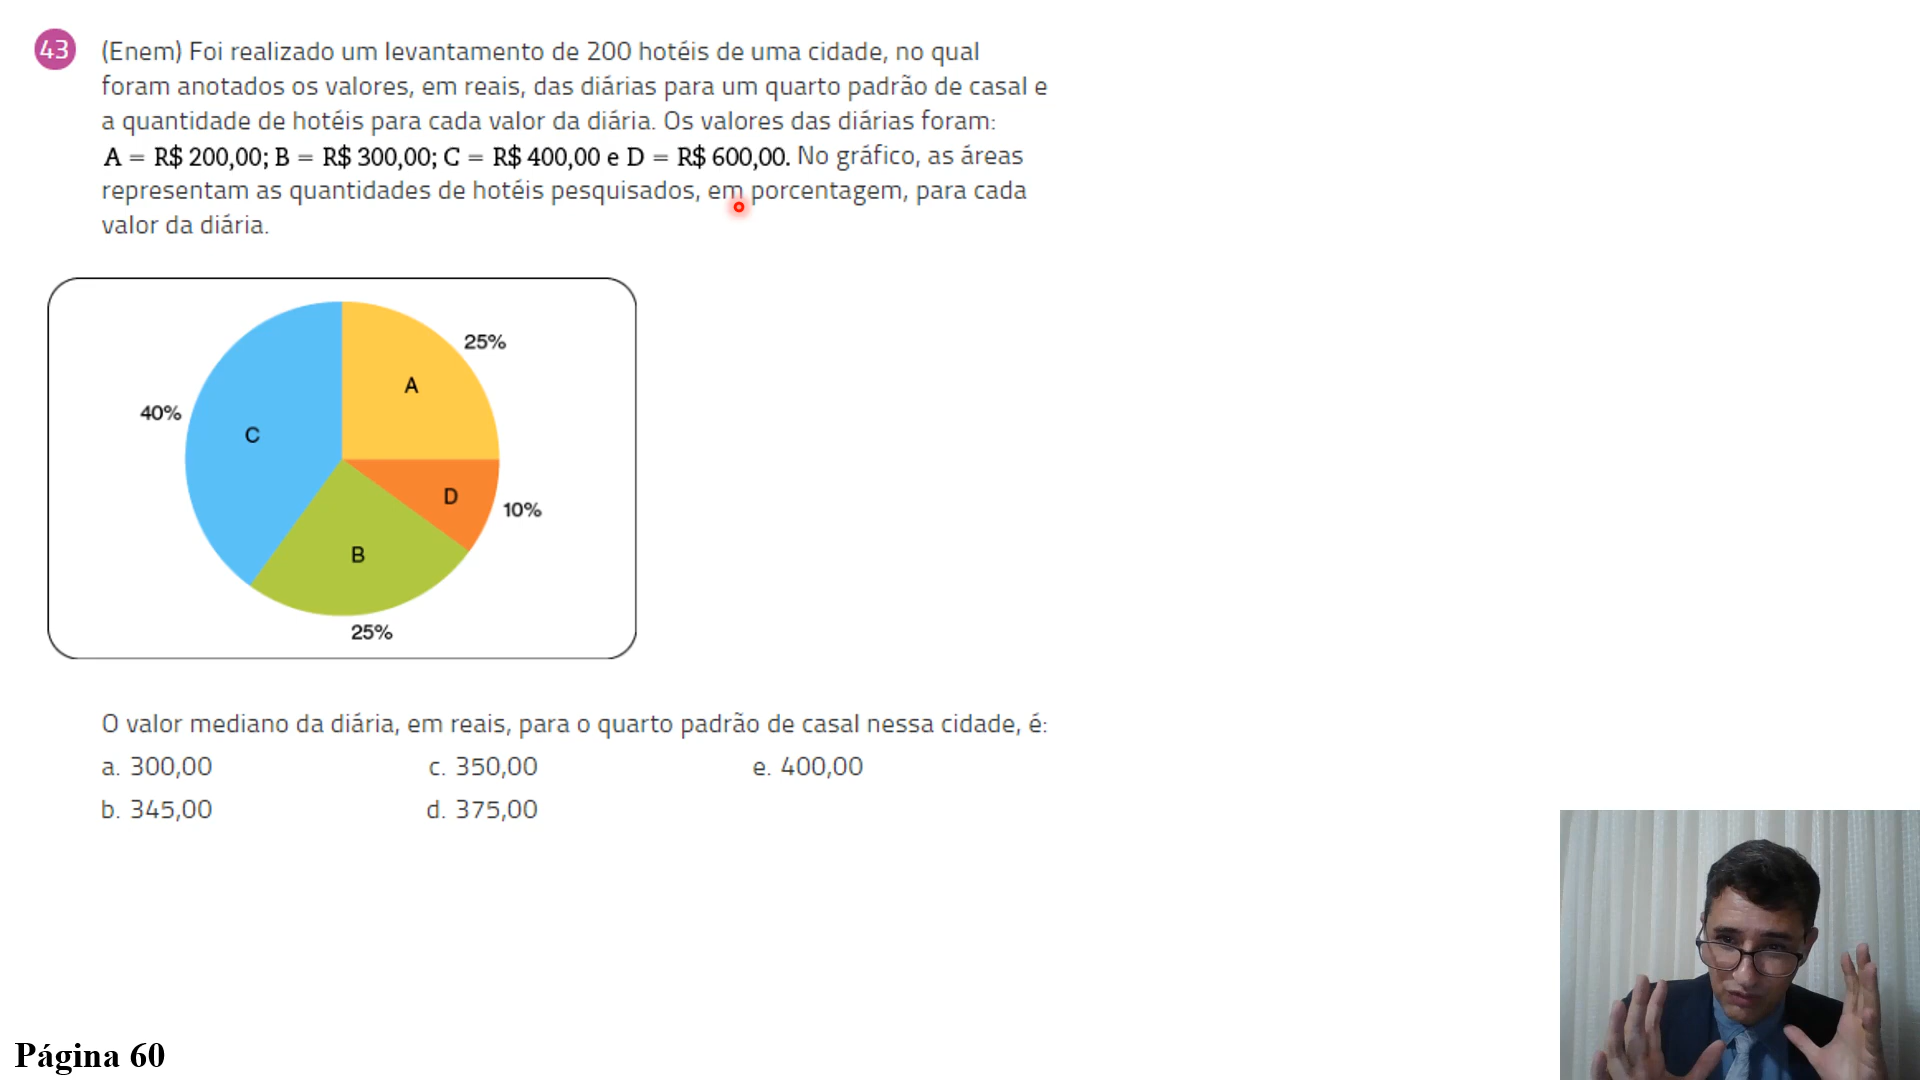 43
(Enem) Foi realizado um levantamento de 200 hotéis de uma cidade, no qual
foram anotados os valores, em reais, das diárias para um quarto padrão de casal e
a quantidade de hotéis para cada valor da diária. Os valores das diárias foram:
A = R$ 200,00; B = R$ 300,00; C = R$ 400,00 e D = R$ 600,00. No gráfico, as áreas
representam as quantidades de hotéis pesquisados, em porcentagem, para cada
valor da diária.
25%
A
40%
C
D
10%
B
25%
O valor mediano da diária, em reais, para o quarto padrão de casal nessa cidade, é:
a. 300,00 c. 350,00 e. 400,00
b. 345,00 d. 375,00
Página 60